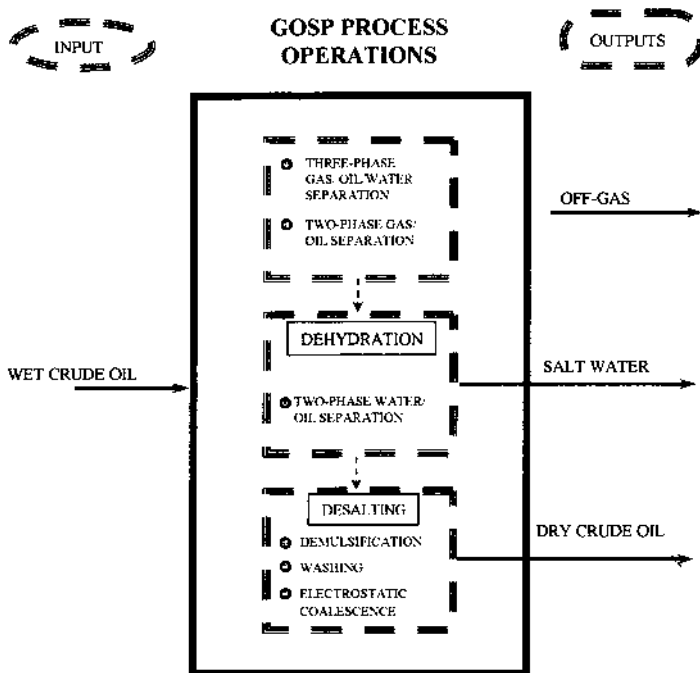 INPUT
GOSP PROCESS
OPERATIONS
OUTPUTS
THREE-PHASE
GAS/OIL/WATER
SEPARATION
TWO-PHASE GAS/
OIL SEPARATION
OFF-GAS
DEHYDRATION
WET CRUDE OIL
SALT WATER
TWO-PHASE WATER/
OIL SEPARATION
DESALTING
DEMULSIFICATION
WASHING
ELECTROSTATIC
COALESCENCE
DRY CRUDE OIL